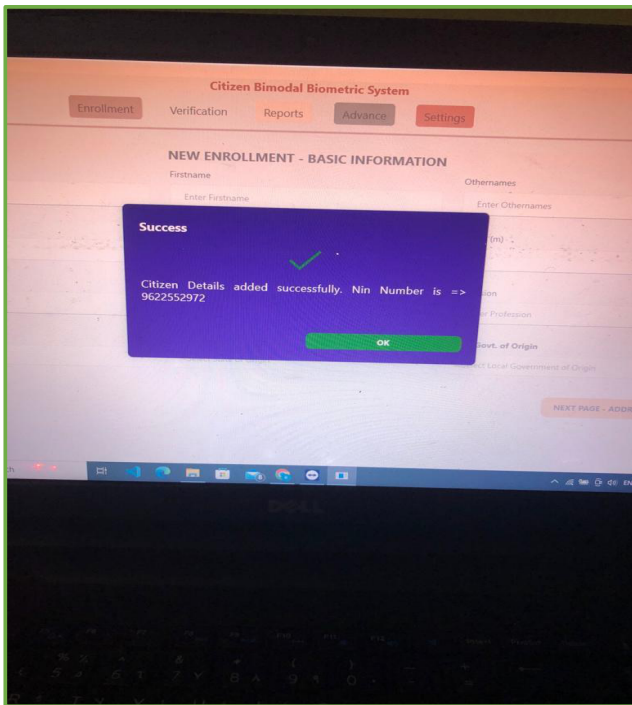 Citizen Bimodal Biometric System
Enrollment Verification Reports Advance Settings
NEW ENROLLMENT - BASIC INFORMATION
Firstname Othernames
Enter Firstname Enter Othernames
Success
(m)
Citizen Details added successfully. Nin Number is =>
9622552972
Profession
OK
Govt. of Origin
Local Government of Origin
NEXT PAGE -
DELL